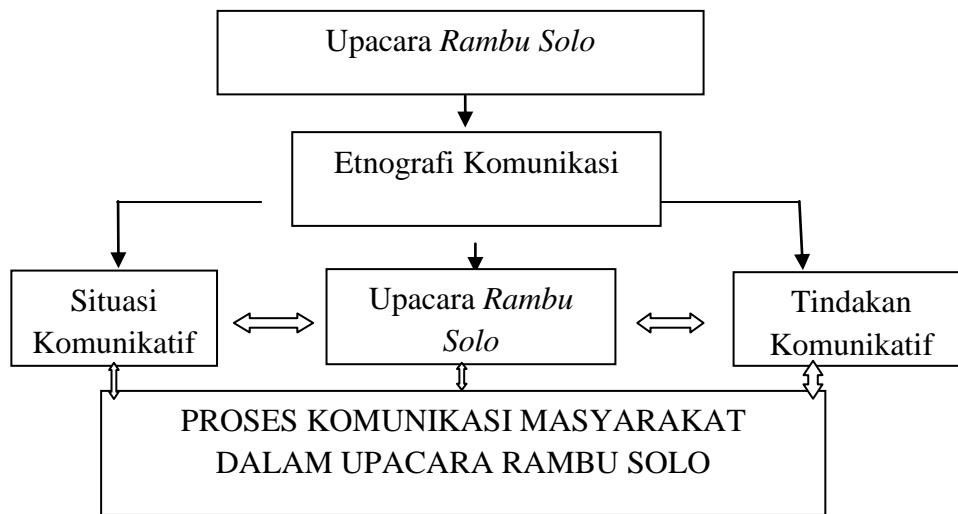 Upacara Rambu Solo
Etnografi Komunikasi
Situasi
Komunikatif
Upacara Rambu
Solo
Tindakan
Komunikatif
PROSES KOMUNIKASI MASYARAKAT
DALAM UPACARA RAMBU SOLO